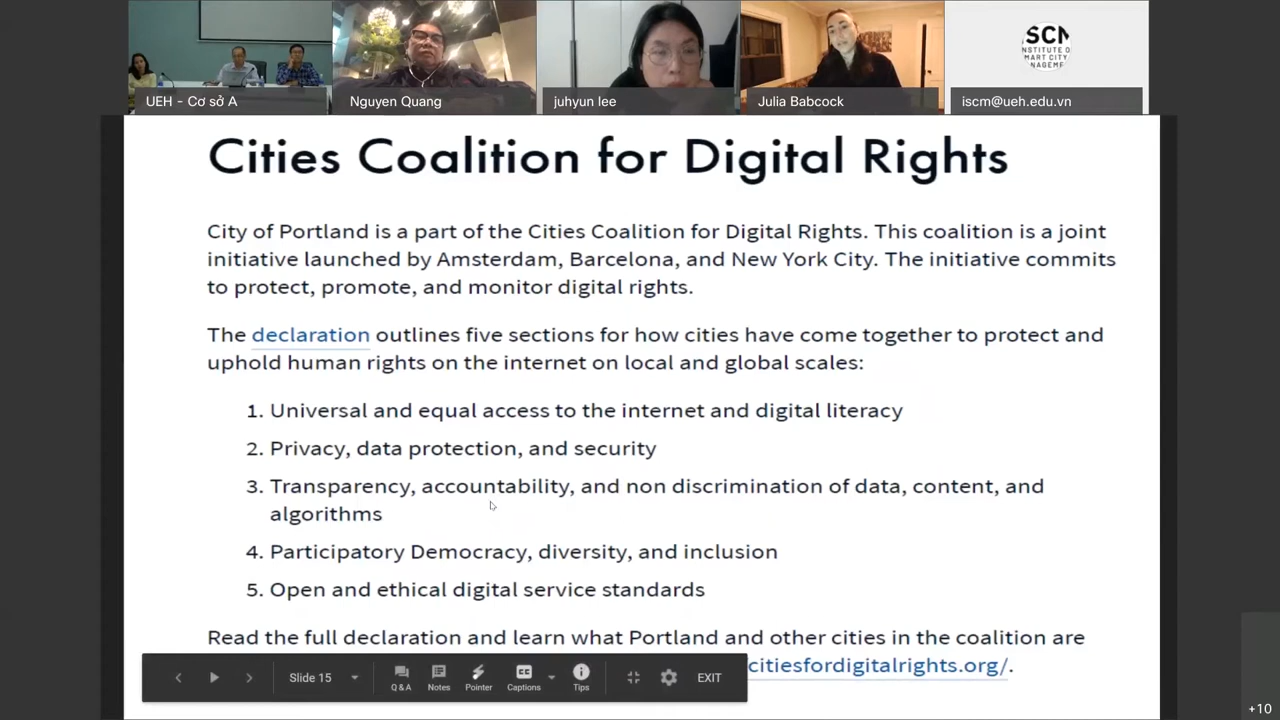 SCM
NSTITUTE O
MART CITY
NAGEME
UEH - Cơ sở A
Nguyen Quang
juhyun lee
Julia Babcock
iscm@ueh.edu.vn
Cities Coalition for Digital Rights
City of Portland is a part of the Cities Coalition for Digital Rights. This coalition is a joint
initiative launched by Amsterdam, Barcelona, and New York City. The initiative commits
to protect, promote, and monitor digital rights.
The declaration outlines five sections for how cities have come together to protect and
uphold human rights on the internet on local and global scales:
1. Universal and equal access to the internet and digital literacy
2. Privacy, data protection, and security
3. Transparency, accountability, and non discrimination of data, content, and
algorithms
4. Participatory Democracy, diversity, and inclusion
5. Open and ethical digital service standards
Read the full declaration and learn what Portland and other cities in the coalition are
citiesfordigitalrights.org/.
Slide 15
Q & A
Notes
Pointer
CC
Captions
Tips
EXIT
+10